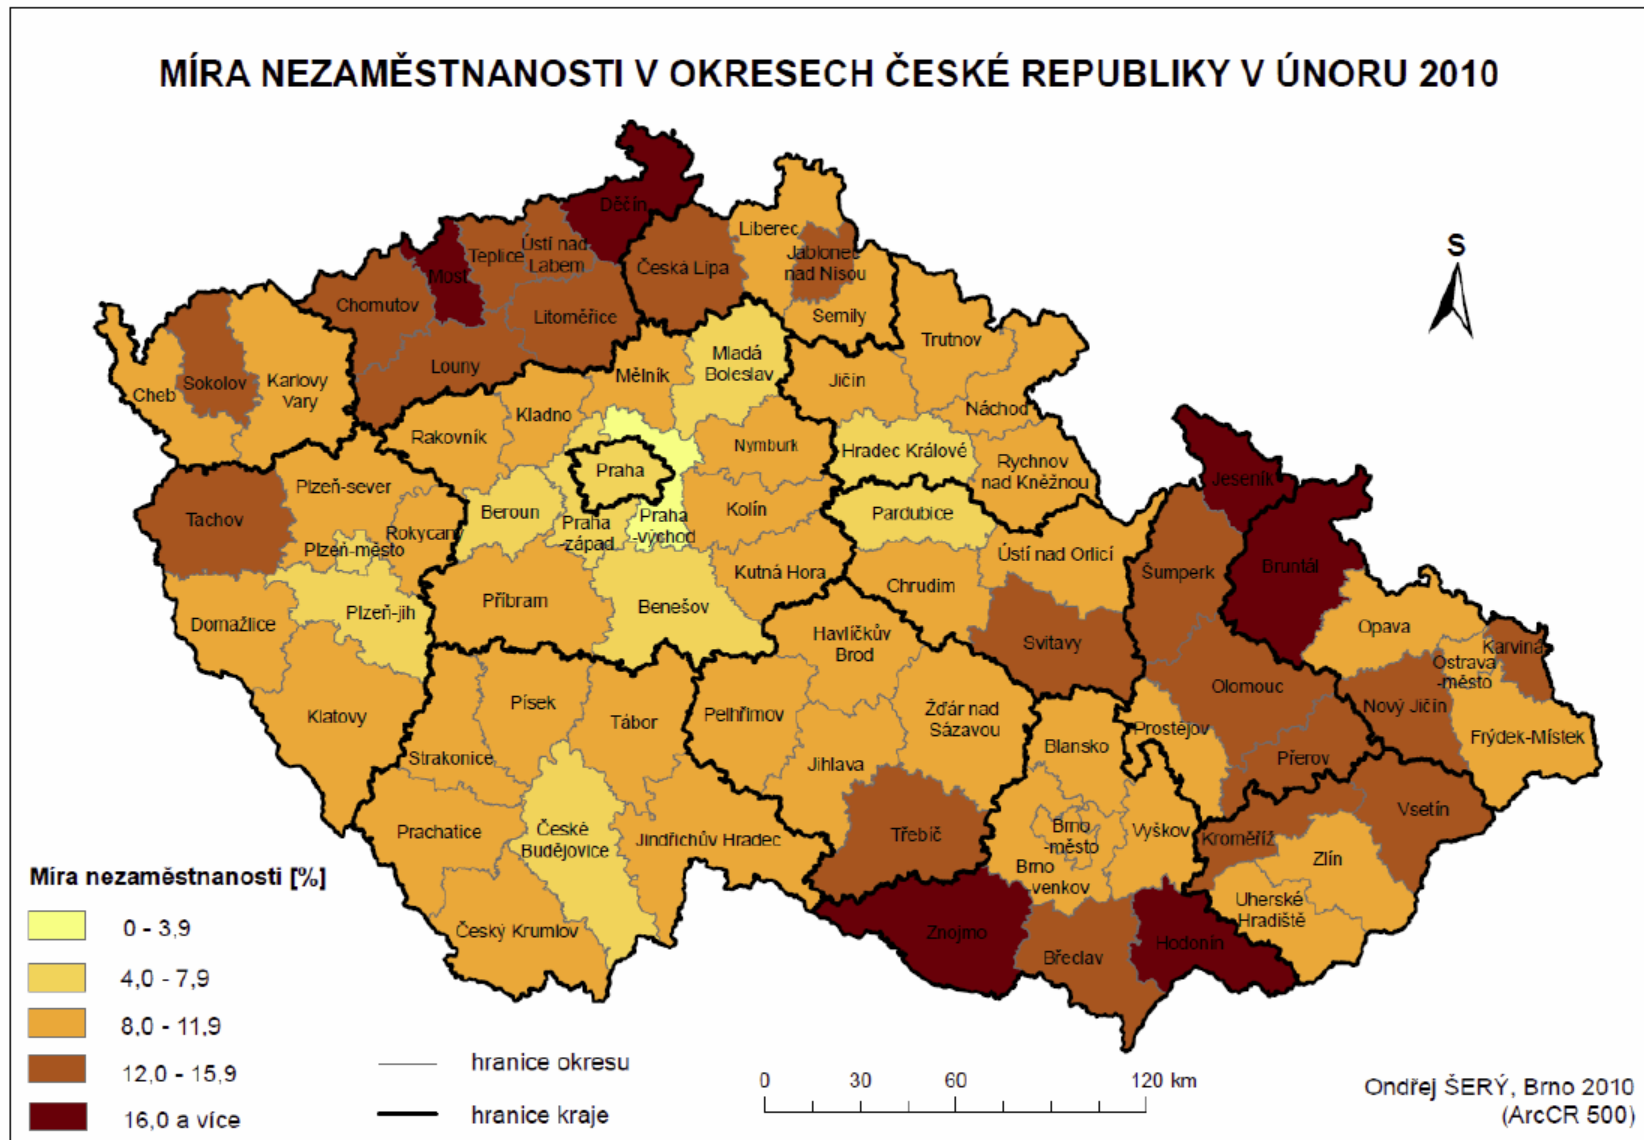 MÍRA NEZAMĚSTNANOSTI V OKRESECH ČESKÉ REPUBLIKY V ÚNORU 2010
S
Děčín
Liberec
Ústí nad
Labem
Teplice
Jablonec
nad Nisou
Most
Česká Lípa
Chomutov
Litoměřice
Semily
Trutnov
Mladá
Boleslav
Louny
Mělník
Jičín
Cheb
Sokolov
Karlovy
Vary
Kladno
Náchod
Rakovník
Nymburk
Hradec Králové
Rychnov
nad Kněžnou
Praha
Jeseník
Plzeň-sever
Tachov
Rokycany
Beroun
Praha
-západ
Praha
-východ
Kolín
Pardubice
Plzeň-město
Ústí nad Orlicí
Šumperk
Bruntál
Kutná Hora
Chrudim
Příbram
Benešov
Plzeň-jih
Domažlice
Havlíčkův
Brod
Svitavy
Opava
Karviná
Ostrava
-město
Olomouc
Klatovy
Písek
Tábor
Pelhřimov
Žďár nad
Sázavou
Nový Jičín
Blansko
Prostějov
Frýdek-Místek
Strakonice
Jihlava
Přerov
Prachatice
České
Budějovice
Jindřichův Hradec
Třebíč
Brno
-město
Vyškov
Kroměříž
Vsetín
Zlín
Brno
-venkov
Uherské
Hradiště
Český Krumlov
Znojmo
Břeclav
Hodonín
Míra nezaměstnanosti [%]
0 - 3,9
4,0 - 7,9
8,0 - 11,9
12,0 - 15,9
16,0 a více
hranice okresu
hranice kraje
0 30 60 120 km
Ondřej ŠERÝ, Brno 2010
(ArcCR 500)